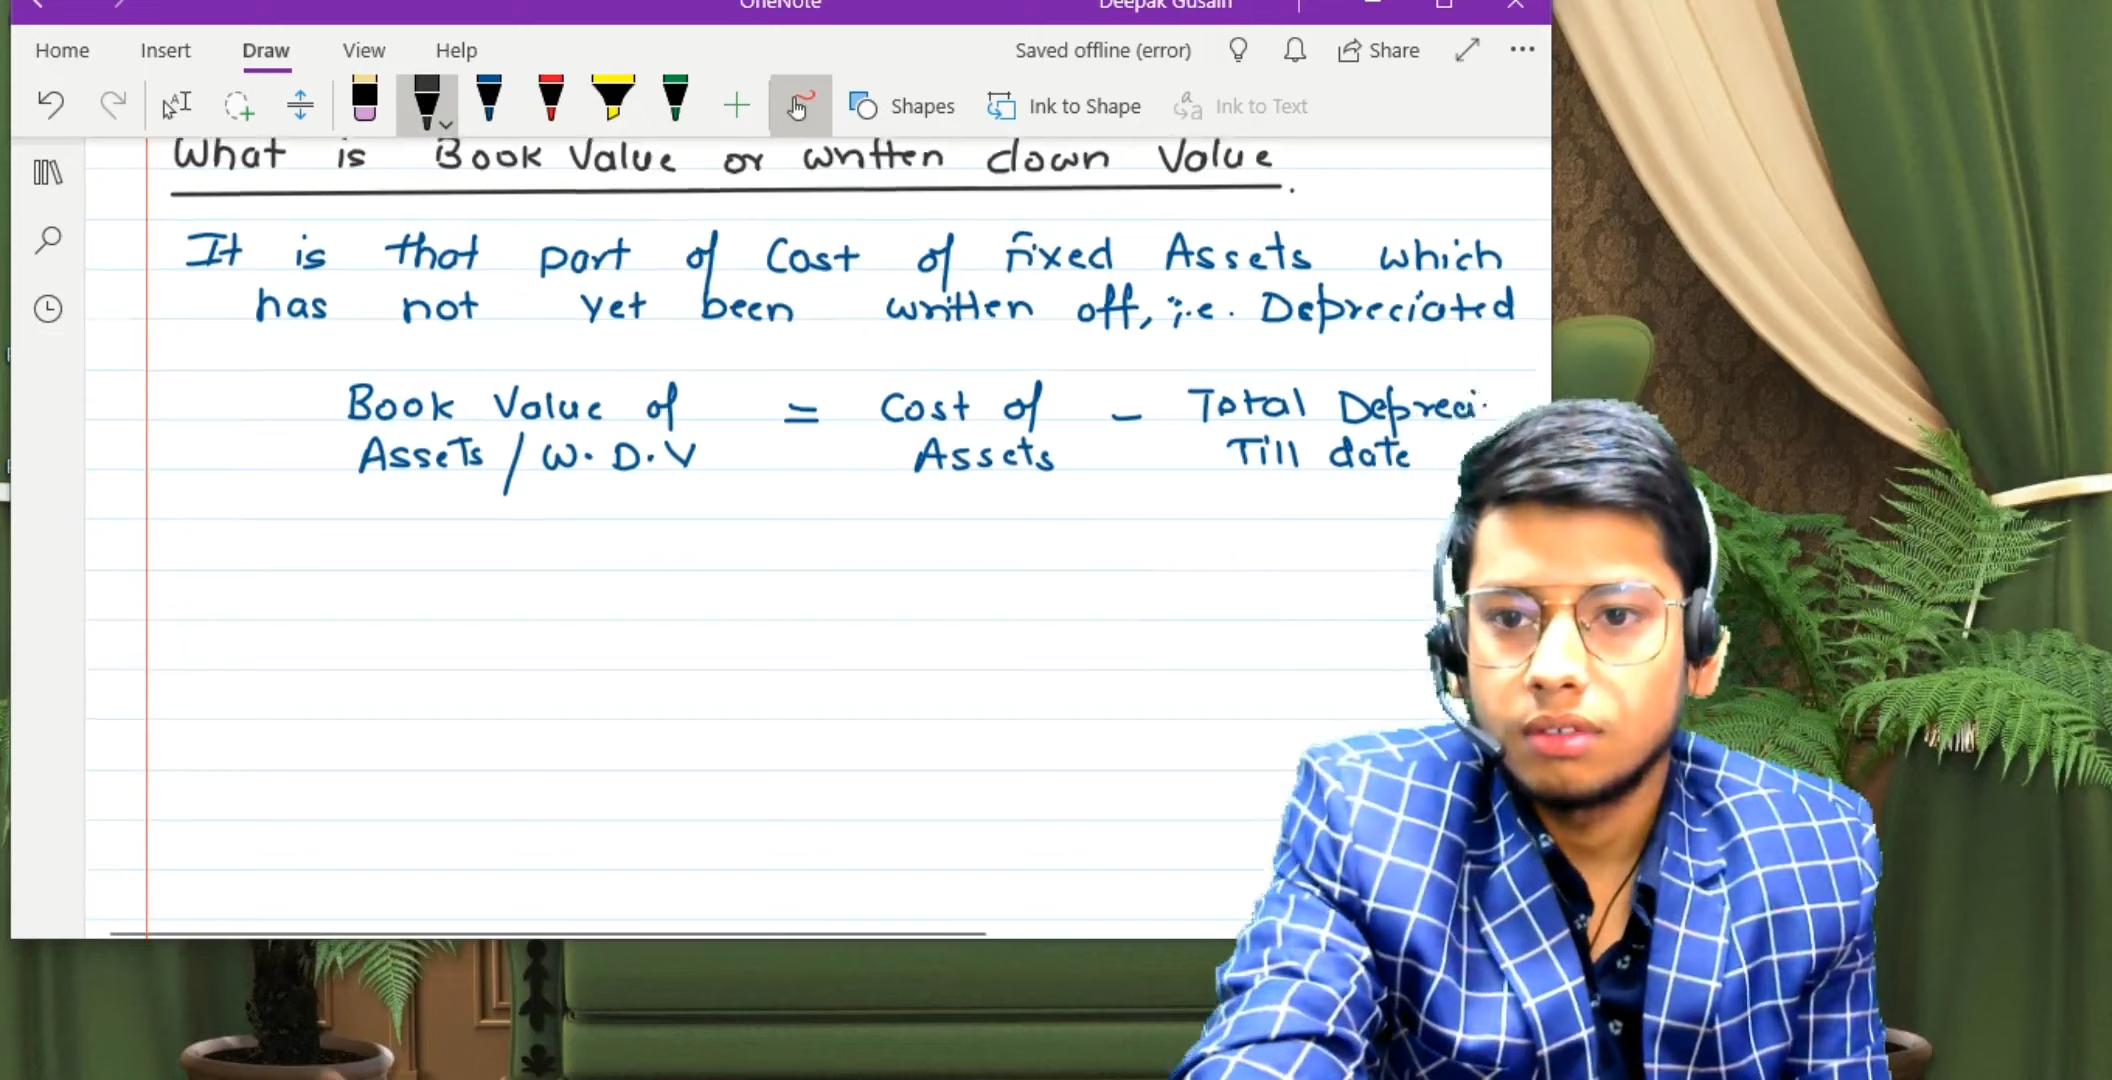 OneNote
Deepak Gusain
Home Insert Draw View Help
Saved offline (error) Share
Shapes Ink to Shape Ink to Text
What is Book Value or written down Value.
It is that part of Cost of fixed Assets which
has not yet been written off, i.e. Depreciated
Book Value of = Cost of - Total Depreci
Assets / W.D.V Assets Till date